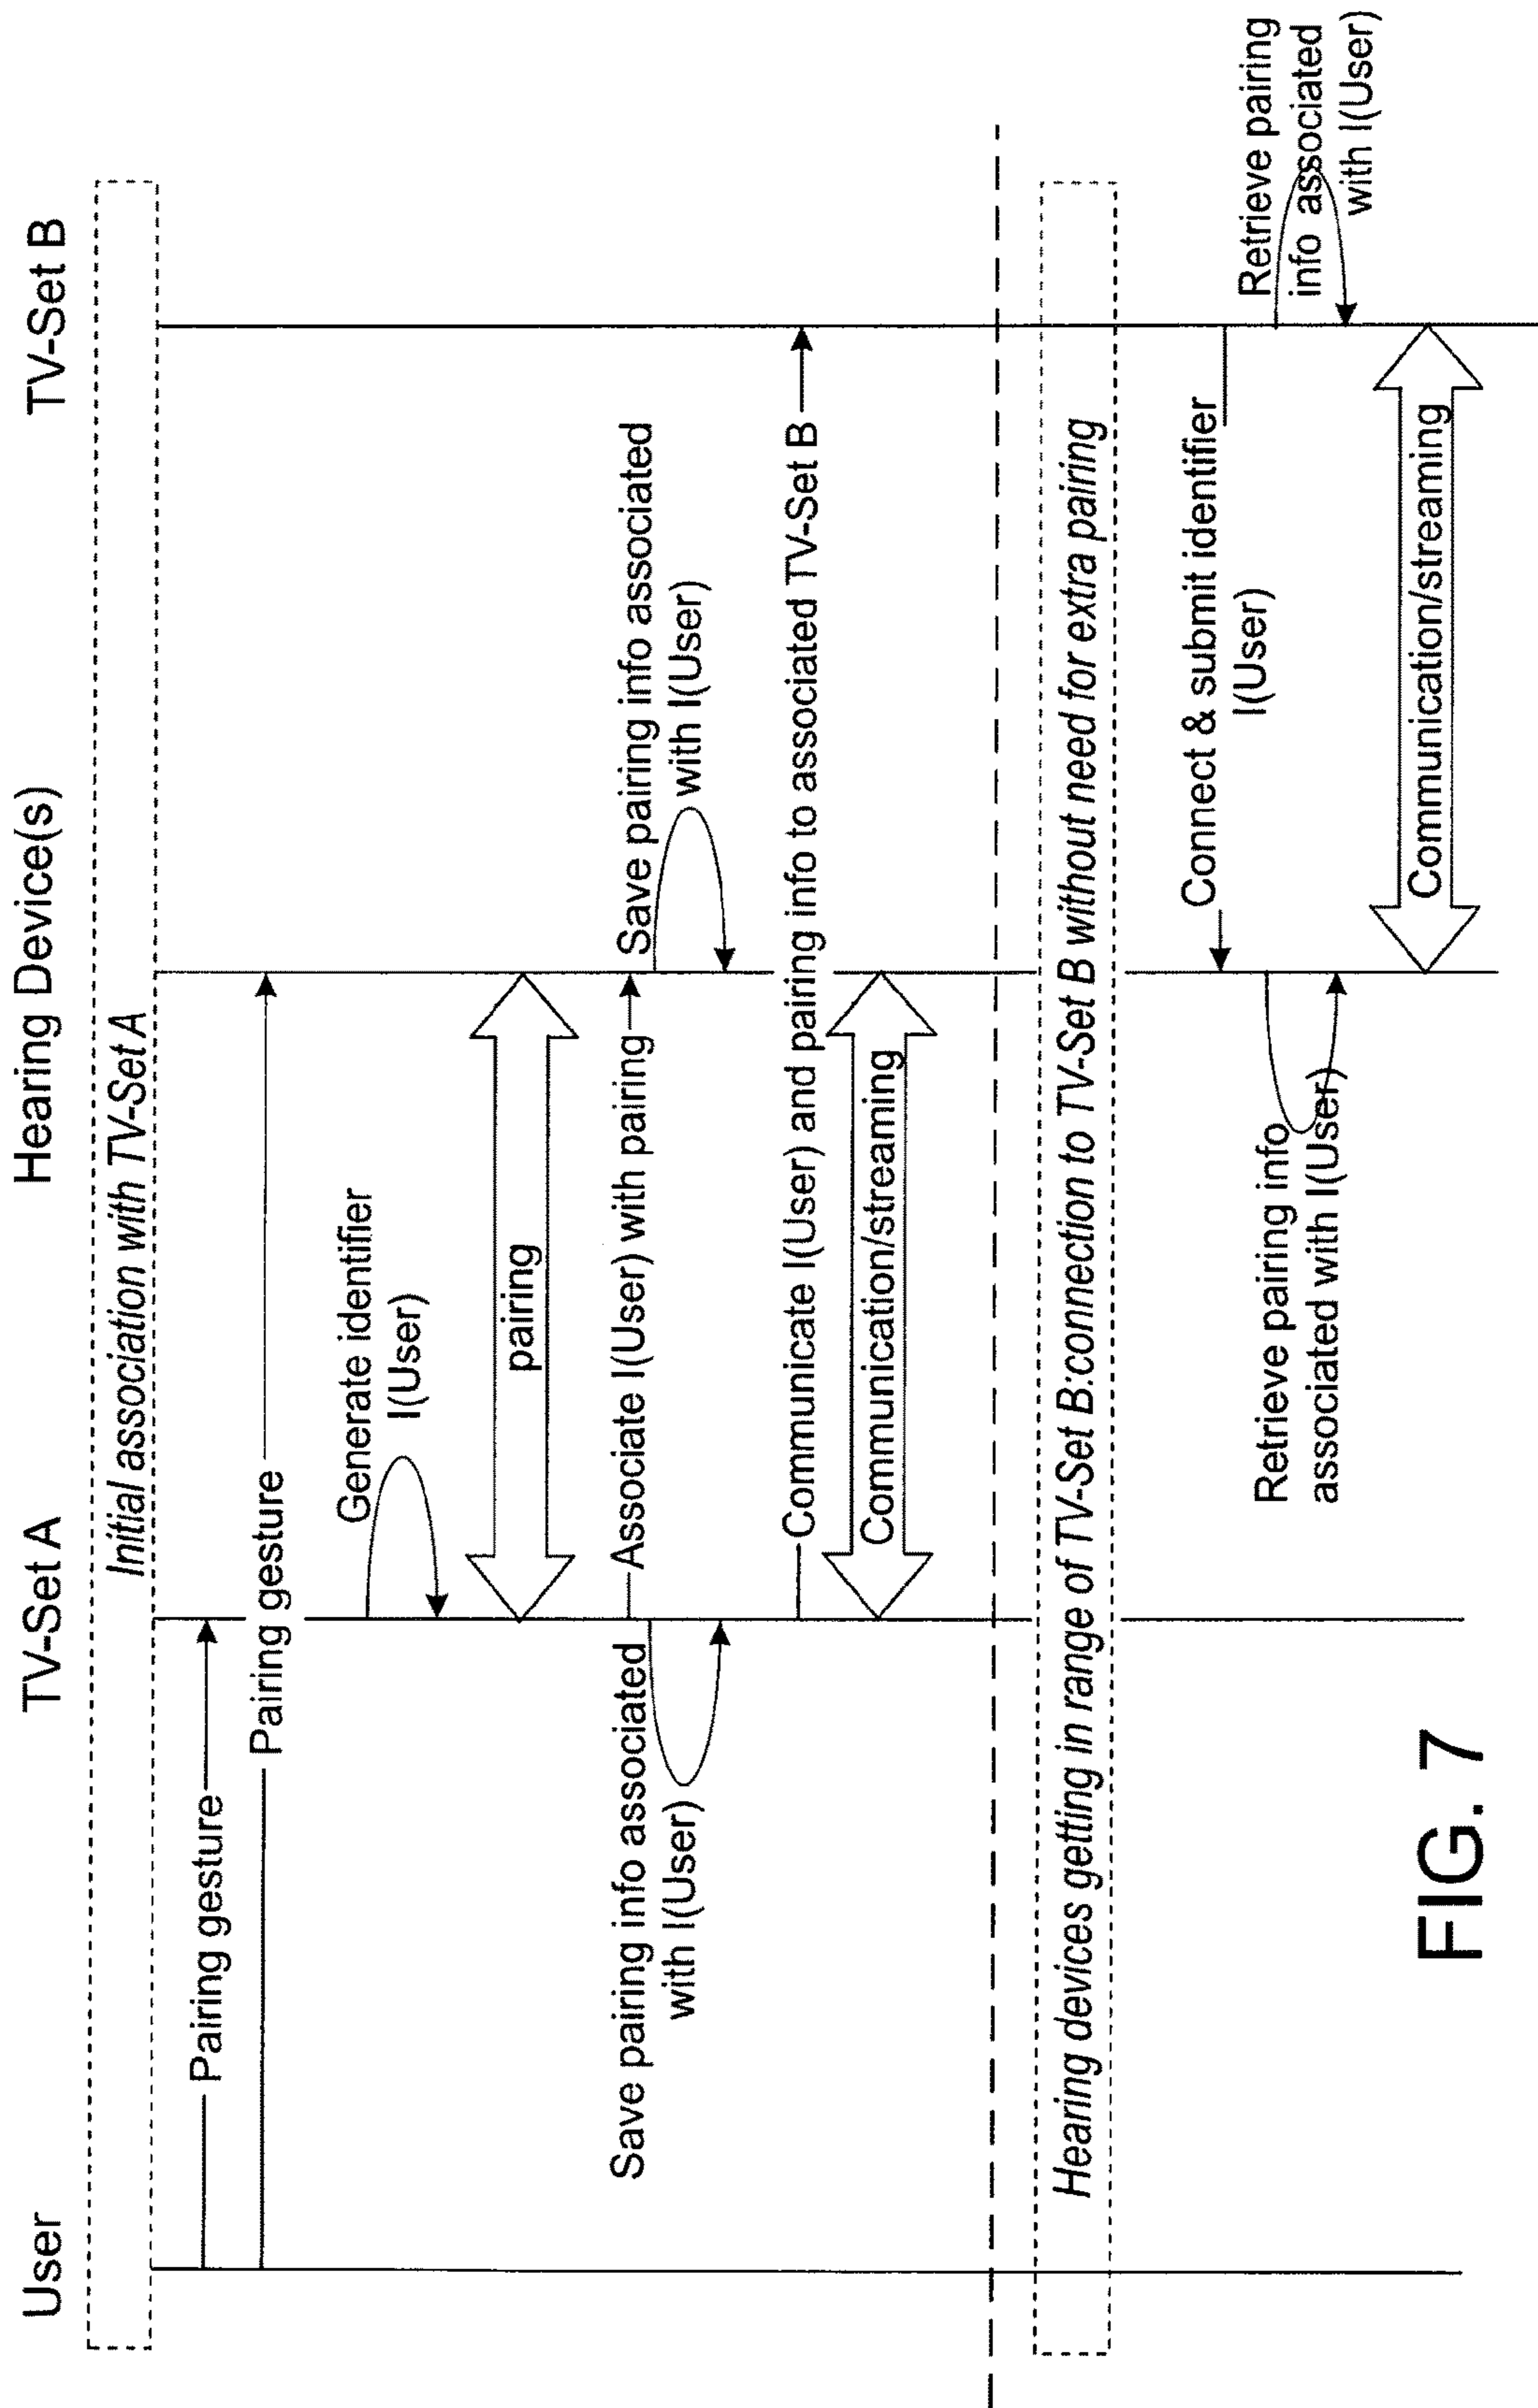 User
TV-Set A
Hearing Device(s)
TV-Set B
Initial association with TV-Set A
Pairing gesture
Pairing gesture
Generate identifier
I(User)
pairing
Associate I(User) with pairing
Save pairing info associated
with I(User)
Save pairing info associated
with I(User)
Communicate I(User) and pairing info to associated TV-Set B
Communication/streaming
Hearing devices getting in range of TV-Set B:connection to TV-Set B without need for extra pairing
Connect & submit identifier
I(User)
Retrieve pairing info
associated with I(User)
Retrieve pairing
info associated
with I(User)
Communication/streaming
FIG. 7